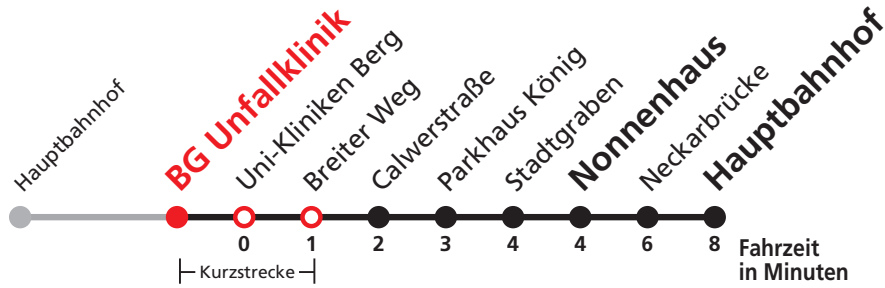 Hauptbahnhof
BG Unfallklinik
Uni-Kliniken Berg
Breiter Weg
Calwerstraße
Parkhaus König
Stadtgraben
Nonnenhaus
Neckarbrücke
Hauptbahnhof
0 1 2 3 4 4 6 8 Fahrzeit
in Minuten
Kurzstrecke